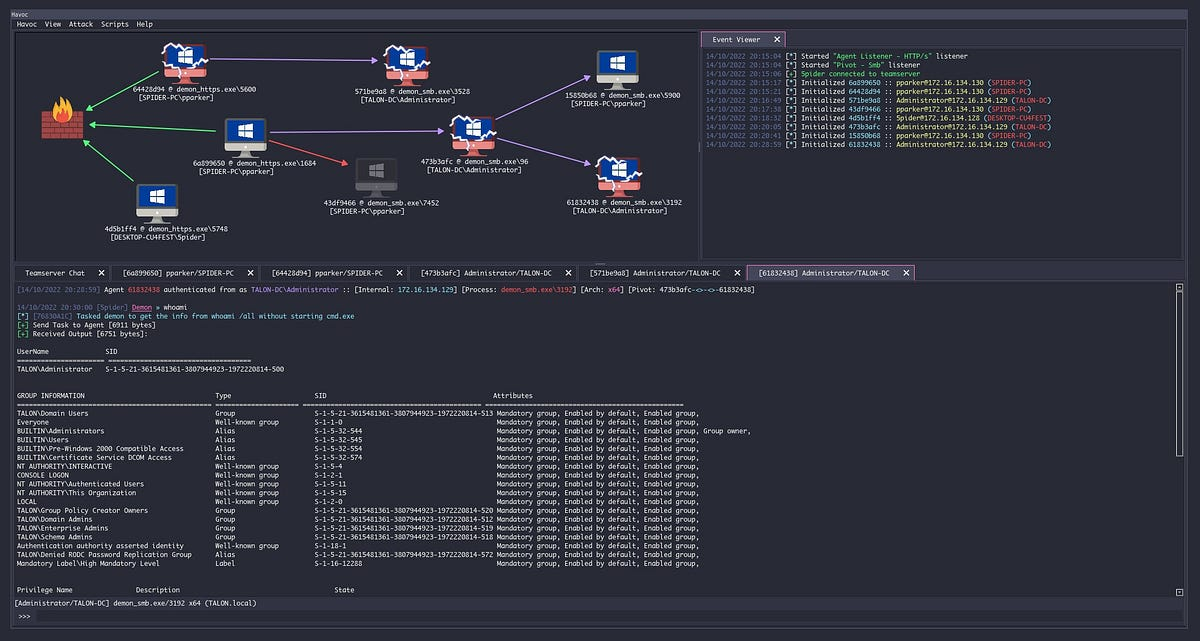 Havoc
Havoc View Attack Scripts Help
64428d94 @ demon_https.exe\5600
[SPIDER-PC\pparker]
571be9a8 @ demon_smb.exe\3528
[TALON-DC\Administrator]
15850b68 @ demon_smb.exe\5900
[SPIDER-PC\pparker]
6a899650 @ demon_https.exe\1684
[SPIDER-PC\pparker]
473b3afc @ demon_smb.exe\96
[TALON-DC\Administrator]
43df9466 @ demon_smb.exe\7452
[SPIDER-PC\pparker]
61832438 @ demon_smb.exe\3192
[TALON-DC\Administrator]
4d5b1ff4 @ demon_https.exe\5748
[DESKTOP-CU4FEST\5pider]
Event Viewer
14/10/2022 20:15:04 [*] Started "Agent Listener - HTTP/s" listener
14/10/2022 20:15:04 [*] Started "Pivot - Smb" listener
14/10/2022 20:15:06 [+] 5pider connected to teamserver
14/10/2022 20:15:17 [*] Initialized 6a899650 :: pparker@172.16.134.130 (SPIDER-PC)
14/10/2022 20:15:21 [*] Initialized 64428d94 :: pparker@172.16.134.130 (SPIDER-PC)
14/10/2022 20:16:49 [*] Initialized 571be9a8 :: Administrator@172.16.134.129 (TALON-DC)
14/10/2022 20:17:38 [*] Initialized 43df9466 :: pparker@172.16.134.130 (SPIDER-PC)
14/10/2022 20:18:32 [*] Initialized 4d5b1ff4 :: 5pider@172.16.134.128 (DESKTOP-CU4FEST)
14/10/2022 20:20:05 [*] Initialized 473b3afc :: Administrator@172.16.134.129 (TALON-DC)
14/10/2022 20:20:41 [*] Initialized 15850b68 :: pparker@172.16.134.130 (SPIDER-PC)
14/10/2022 20:28:59 [*] Initialized 61832438 :: Administrator@172.16.134.129 (TALON-DC)
Teamserver Chat [6a899650] pparker/SPIDER-PC [64428d94] pparker/SPIDER-PC [473b3afc] Administrator/TALON-DC [571be9a8] Administrator/TALON-DC [61832438] Administrator/TALON-DC
[14/10/2022 20:28:59] Agent 61832438 authenticated from as TALON-DC\Administrator :: [Internal: 172.16.134.129] [Process: demon_smb.exe\3192] [Arch: x64] [Pivot: 473b3afc-<>-<>-61832438]
14/10/2022 20:30:00 [5pider] Demon » whoami
[*] [76830A1C] Tasked demon to get the info from whoami /all without starting cmd.exe
[+] Send Task to Agent [6911 bytes]
[+] Received Output [6751 bytes]:
UserName SID
====================== ====================================
TALON\Administrator S-1-5-21-3615481361-3807944923-1972220814-500
GROUP INFORMATION Type SID Attributes
TALON\Domain Users Group S-1-5-21-3615481361-3807944923-1972220814-513 Mandatory group, Enabled by default, Enabled group,
Everyone Well-known group S-1-1-0 Mandatory group, Enabled by default, Enabled group,
BUILTIN\Administrators Alias S-1-5-32-544 Mandatory group, Enabled by default, Enabled group, Group owner,
BUILTIN\Users Alias S-1-5-32-545 Mandatory group, Enabled by default, Enabled group,
BUILTIN\Pre-Windows 2000 Compatible Access Alias S-1-5-32-554 Mandatory group, Enabled by default, Enabled group,
BUILTIN\Certificate Service DCOM Access Alias S-1-5-32-574 Mandatory group, Enabled by default, Enabled group,
NT AUTHORITY\INTERACTIVE Well-known group S-1-5-4 Mandatory group, Enabled by default, Enabled group,
CONSOLE LOGON Well-known group S-1-2-1 Mandatory group, Enabled by default, Enabled group,
NT AUTHORITY\Authenticated Users Well-known group S-1-5-11 Mandatory group, Enabled by default, Enabled group,
NT AUTHORITY\This Organization Well-known group S-1-5-15 Mandatory group, Enabled by default, Enabled group,
LOCAL Well-known group S-1-2-0 Mandatory group, Enabled by default, Enabled group,
TALON\Group Policy Creator Owners Group S-1-5-21-3615481361-3807944923-1972220814-520 Mandatory group, Enabled by default, Enabled group,
TALON\Domain Admins Group S-1-5-21-3615481361-3807944923-1972220814-512 Mandatory group, Enabled by default, Enabled group,
TALON\Enterprise Admins Group S-1-5-21-3615481361-3807944923-1972220814-519 Mandatory group, Enabled by default, Enabled group,
TALON\Schema Admins Group S-1-5-21-3615481361-3807944923-1972220814-518 Mandatory group, Enabled by default, Enabled group,
Authentication authority asserted identity Well-known group S-1-18-1 Mandatory group, Enabled by default, Enabled group,
TALON\Denied RODC Password Replication Group Alias S-1-5-21-3615481361-3807944923-1972220814-572 Mandatory group, Enabled by default, Enabled group,
Mandatory Label\High Mandatory Level Label S-1-16-12288 Mandatory group, Enabled by default, Enabled group,
Privilege Name Description State
[Administrator/TALON-DC] demon_smb.exe/3192 x64 (TALON.local)
>>>